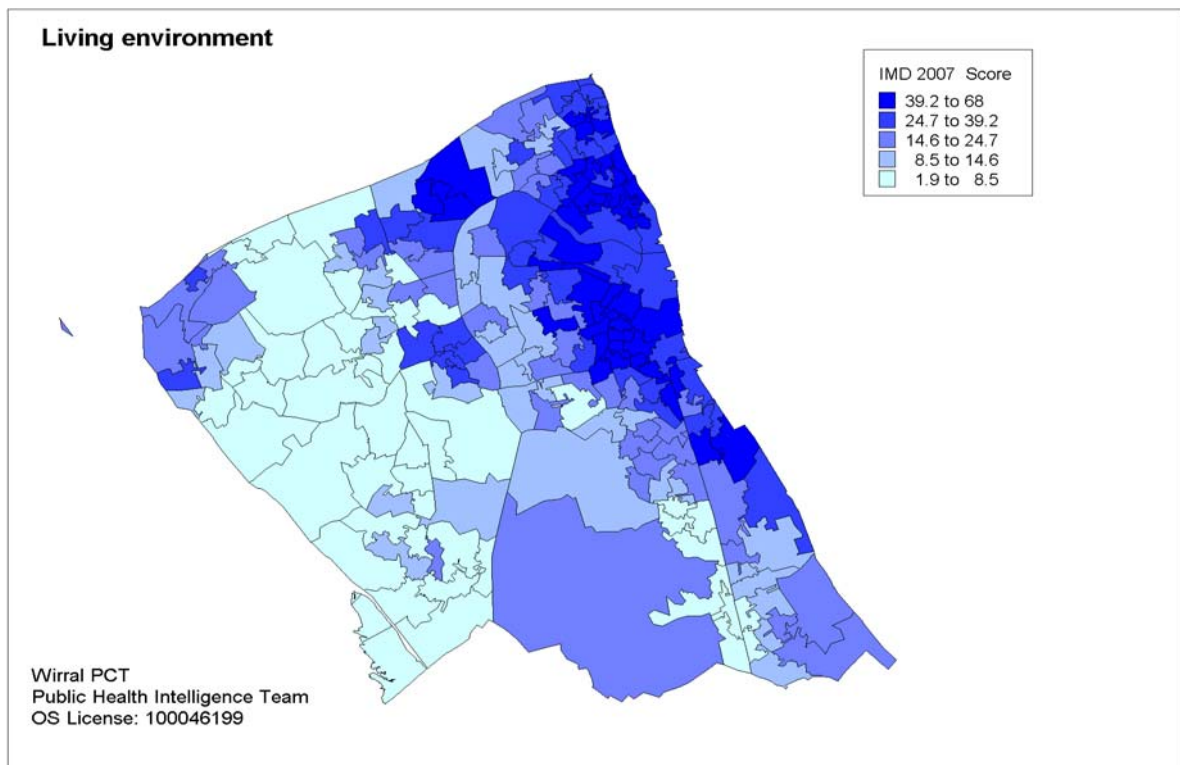 Living environment
IMD 2007 Score
39.2 to 68
24.7 to 39.2
14.6 to 24.7
8.5 to 14.6
1.9 to 8.5
Wirral PCT
Public Health Intelligence Team
OS License: 100046199